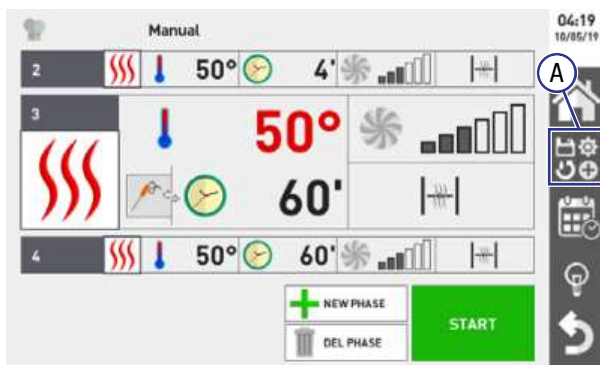 Manual
04:19
10/05/19
2 50° 4'
A
3 50°
60'
4 50° 60'
NEW PHASE
DEL PHASE
START